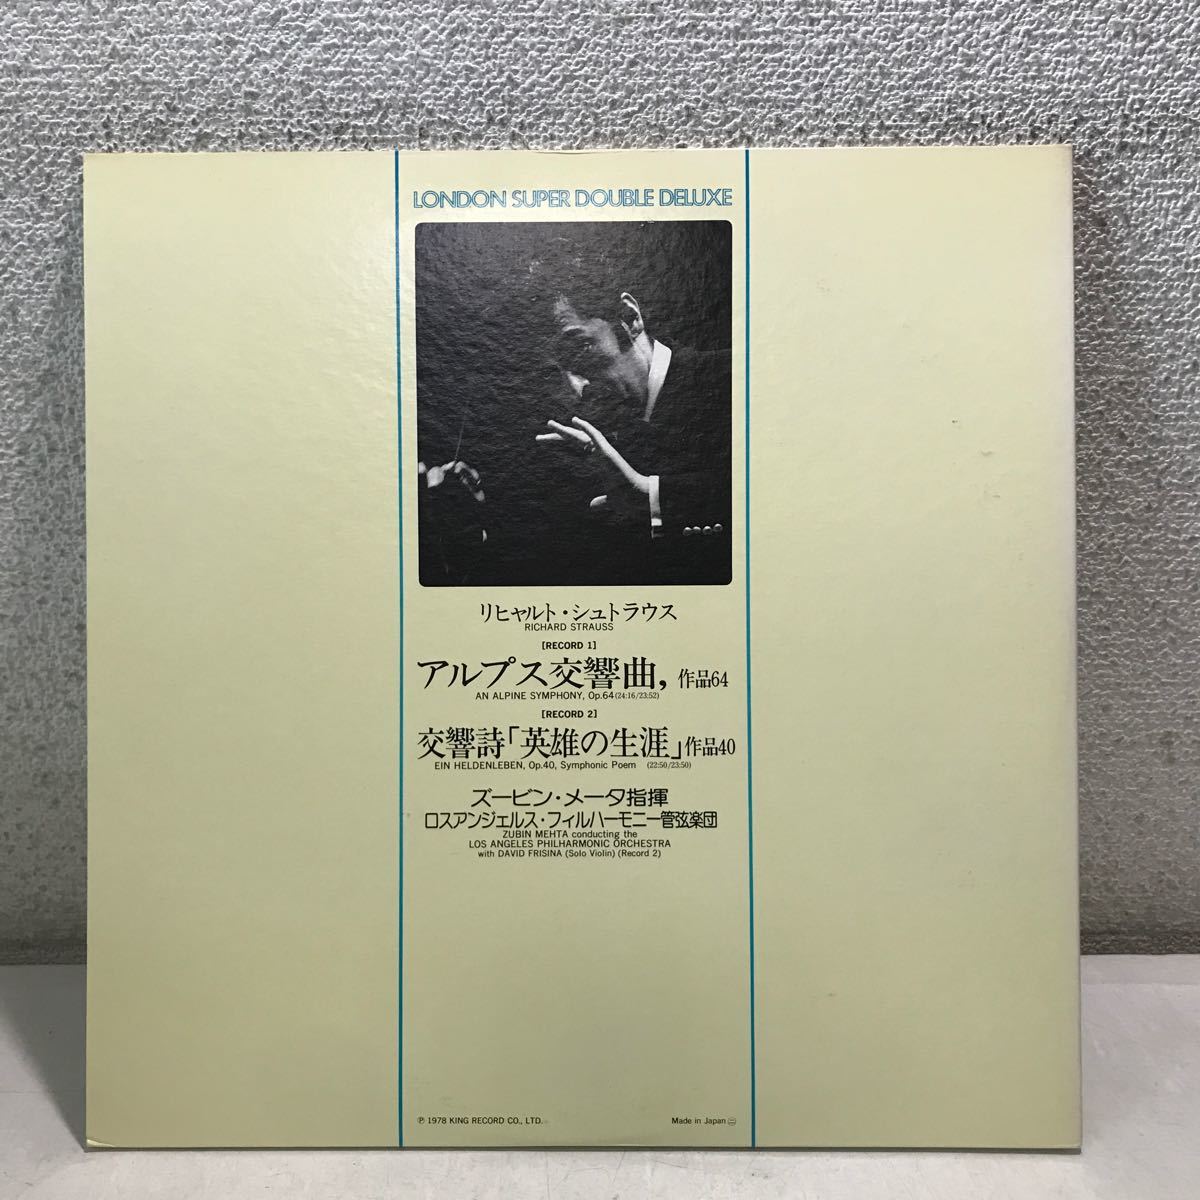 LONDON SUPER DOUBLE DELUXE
リヒャルト・シュトラウス
RICHARD STRAUSS
[RECORD 1]
アルプス交響曲, 作品64
AN ALPINE SYMPHONY, Op.64 (24:16/23:52)
[RECORD 2]
交響詩「英雄の生涯」作品40
EIN HELDENLEBEN, Op.40, Symphonic Poem (22:50/23:50)
ズービン・メータ指揮
ロスアンジェルス・フィルハーモニー管弦楽団
ZUBIN MEHTA conducting the
LOS ANGELES PHILHARMONIC ORCHESTRA
with DAVID FRISINA (Solo Violin) (Record 2)
℗ 1978 KING RECORD CO., LTD. Made in Japan